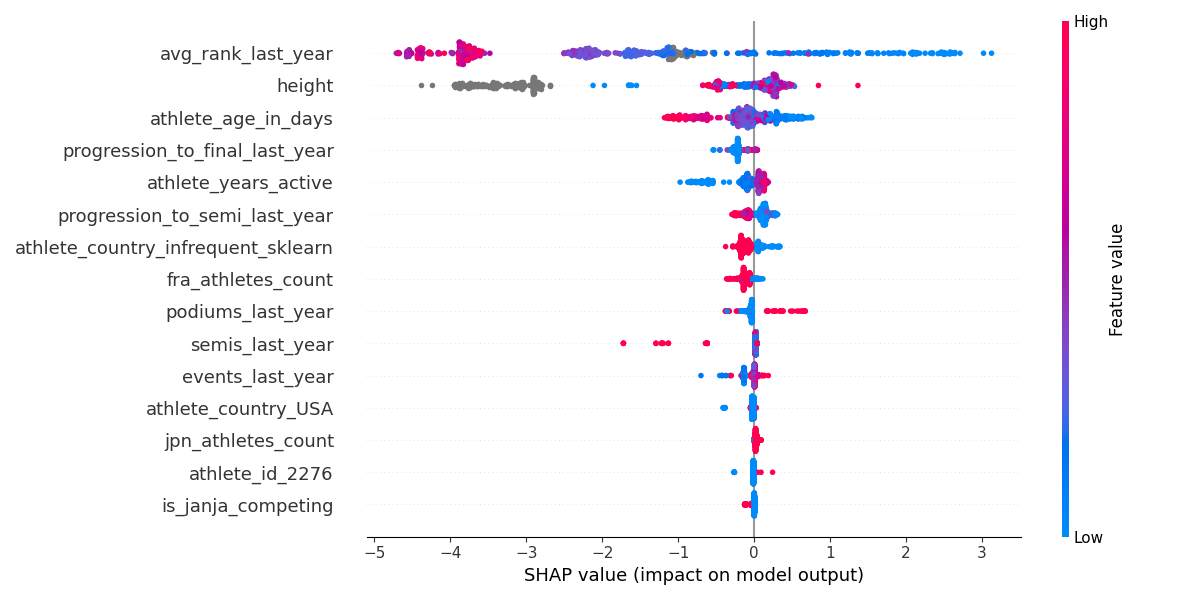 High
avg_rank_last_year
height
athlete_age_in_days
progression_to_final_last_year
athlete_years_active
progression_to_semi_last_year
athlete_country_infrequent_sklearn
fra_athletes_count
podiums_last_year
semis_last_year
events_last_year
athlete_country_USA
jpn_athletes_count
athlete_id_2276
is_janja_competing
Feature value
Low
−5 −4 −3 −2 −1 0 1 2 3
SHAP value (impact on model output)